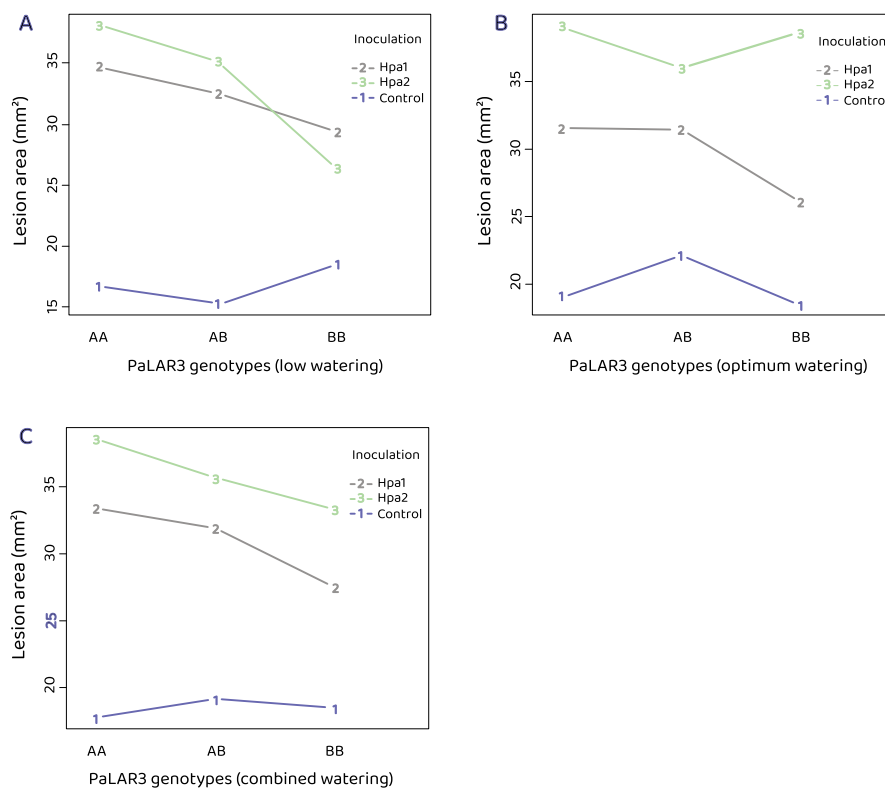 A
Lesion area (mm²)
35
30
25
20
15
3
2
3
2
2
3
1
1
1
Inoculation
2 Hpa1
3 Hpa2
1 Control
AA AB BB
PaLAR3 genotypes (low watering)
B
Lesion area (mm²)
35
30
25
20
3
3
3
2
2
2
1
1
1
Inoculation
2 Hpa1
3 Hpa2
1 Contro
AA AB BB
PaLAR3 genotypes (optimum watering)
C
Lesion area (mm²)
35
30
25
20
3
3
3
2
2
2
1
1
1
Inoculation
2 Hpa1
3 Hpa2
1 Control
AA AB BB
PaLAR3 genotypes (combined watering)